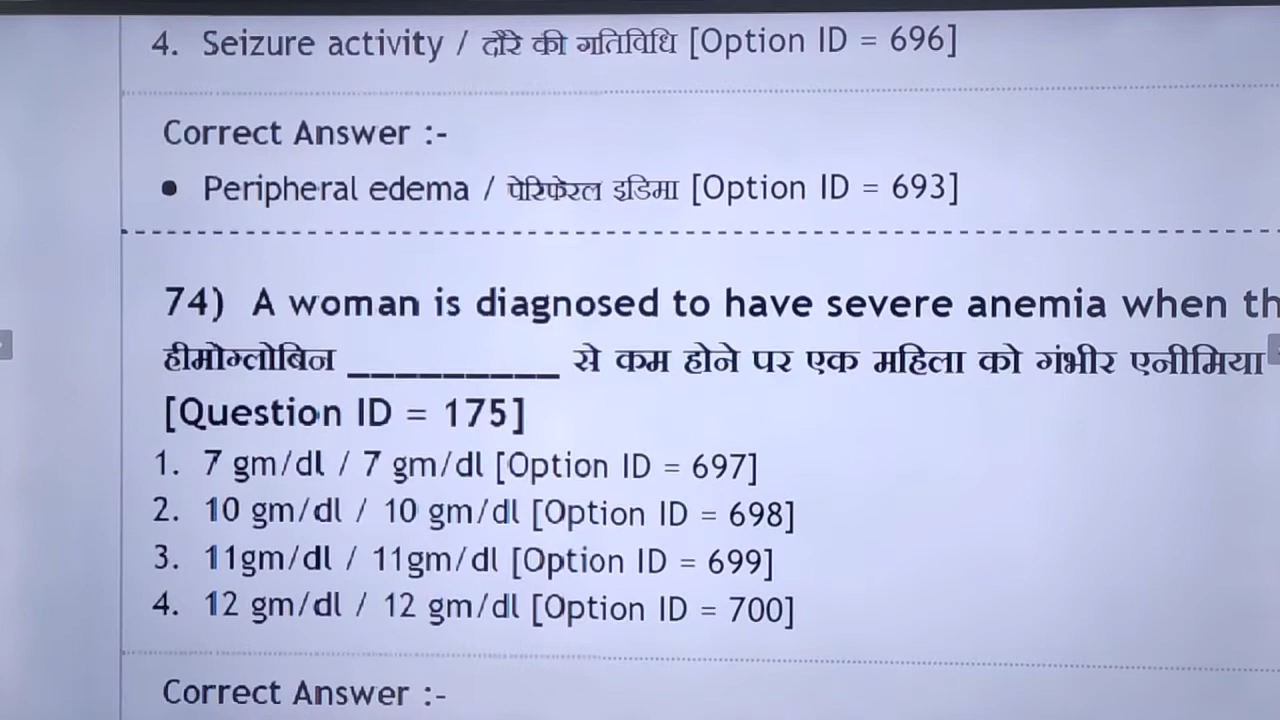 4. Seizure activity / दौरे की गतिविधि [Option ID = 696]
Correct Answer :-
• Peripheral edema / पेरिफेरल इडिमा [Option ID = 693]
74) A woman is diagnosed to have severe anemia when th
हीमोग्लोबिन __________ से कम होने पर एक महिला को गंभीर एनीमिया
[Question ID = 175]
1. 7 gm/dl / 7 gm/dl [Option ID = 697]
2. 10 gm/dl / 10 gm/dl [Option ID = 698]
3. 11gm/dl / 11gm/dl [Option ID = 699]
4. 12 gm/dl / 12 gm/dl [Option ID = 700]
Correct Answer :-